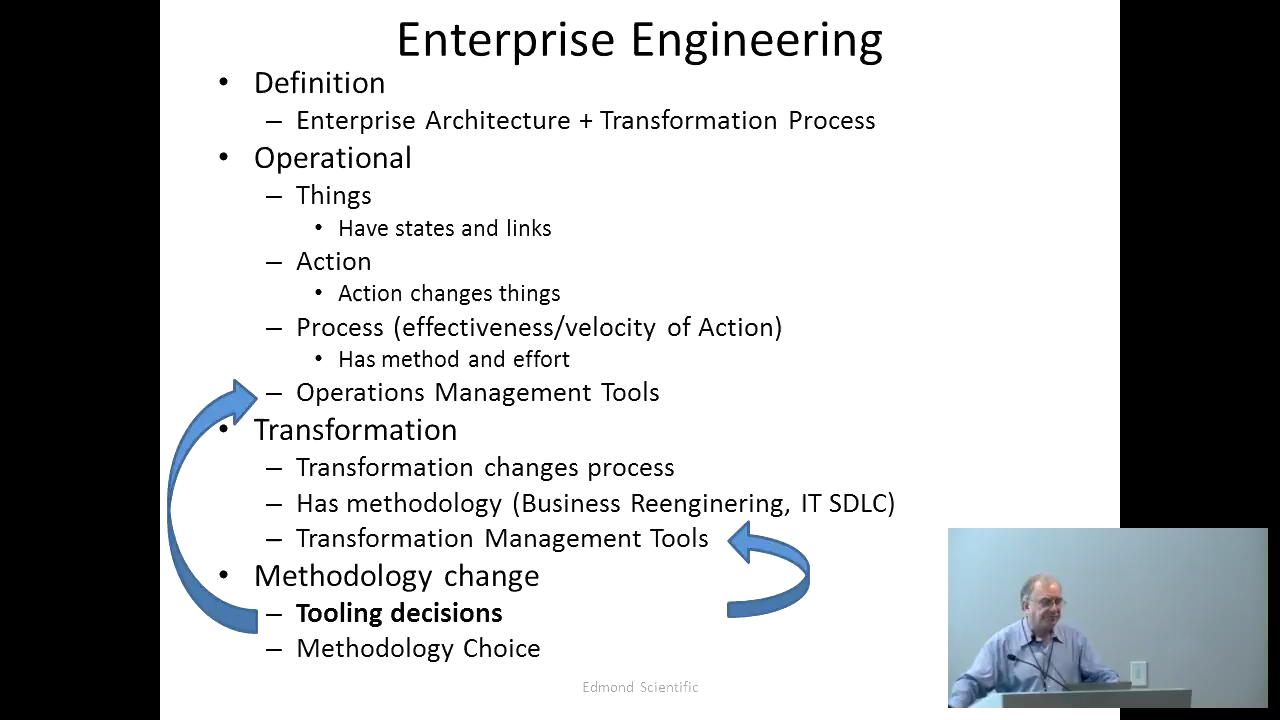 Enterprise Engineering
• Definition
– Enterprise Architecture + Transformation Process
• Operational
– Things
• Have states and links
– Action
• Action changes things
– Process (effectiveness/velocity of Action)
• Has method and effort
– Operations Management Tools
• Transformation
– Transformation changes process
– Has methodology (Business Reenginering, IT SDLC)
– Transformation Management Tools
• Methodology change
– Tooling decisions
– Methodology Choice
Edmond Scientific